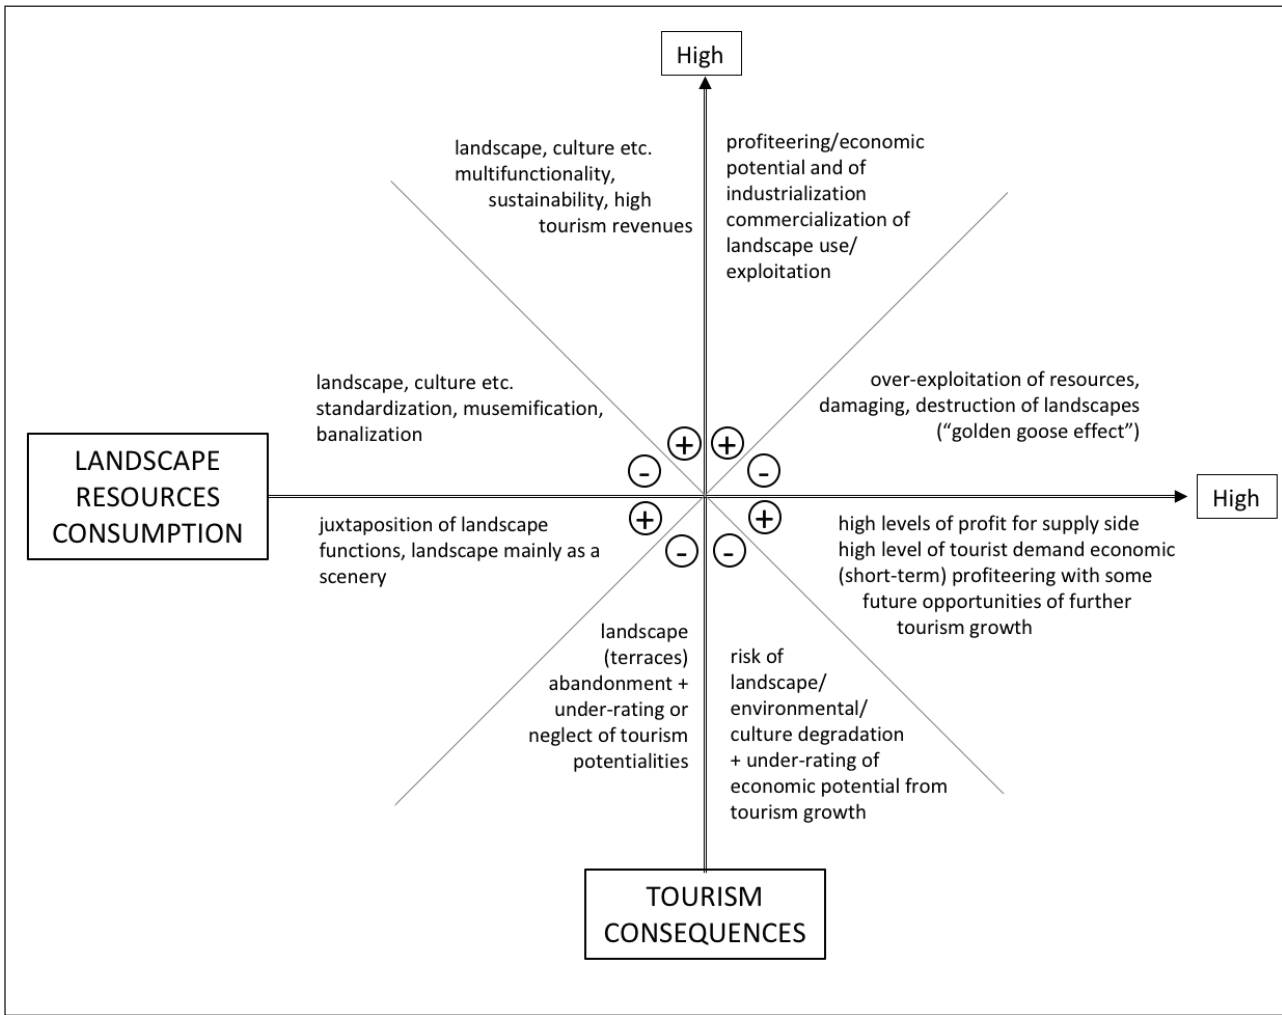 High
landscape, culture etc.
multifunctionality,
sustainability, high
tourism revenues
profiteering/economic
potential and of
industrialization
commercialization of
landscape use/
exploitation
landscape, culture etc.
standardization, musemification,
banalization
over-exploitation of resources,
damaging, destruction of landscapes
(“golden goose effect”)
+
+
-
-
LANDSCAPE
RESOURCES
CONSUMPTION
High
+
+
-
-
juxtaposition of landscape
functions, landscape mainly as a
scenery
high levels of profit for supply side
high level of tourist demand economic
(short-term) profiteering with some
future opportunities of further
tourism growth
landscape
(terraces)
abandonment +
under-rating or
neglect of tourism
potentialities
risk of
landscape/
environmental/
culture degradation
+ under-rating of
economic potential from
tourism growth
TOURISM
CONSEQUENCES